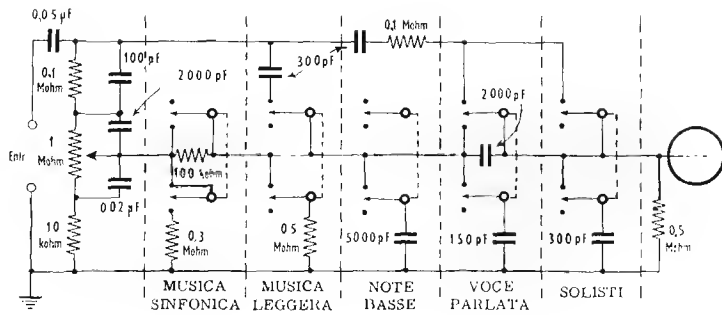 0,05 µF
0,1 Mohm
100 pF
2000 pF
300 pF
0,1 Mohm
2000 pF
Entr
1 Mohm
100 kohm
0,02 µF
10 kohm
0,3 Mohm
0,5 Mohm
5000 pF
150 pF
300 pF
0,5 Mohm
MUSICA SINFONICA
MUSICA LEGGERA
NOTE BASSE
VOCE PARLATA
SOLISTI